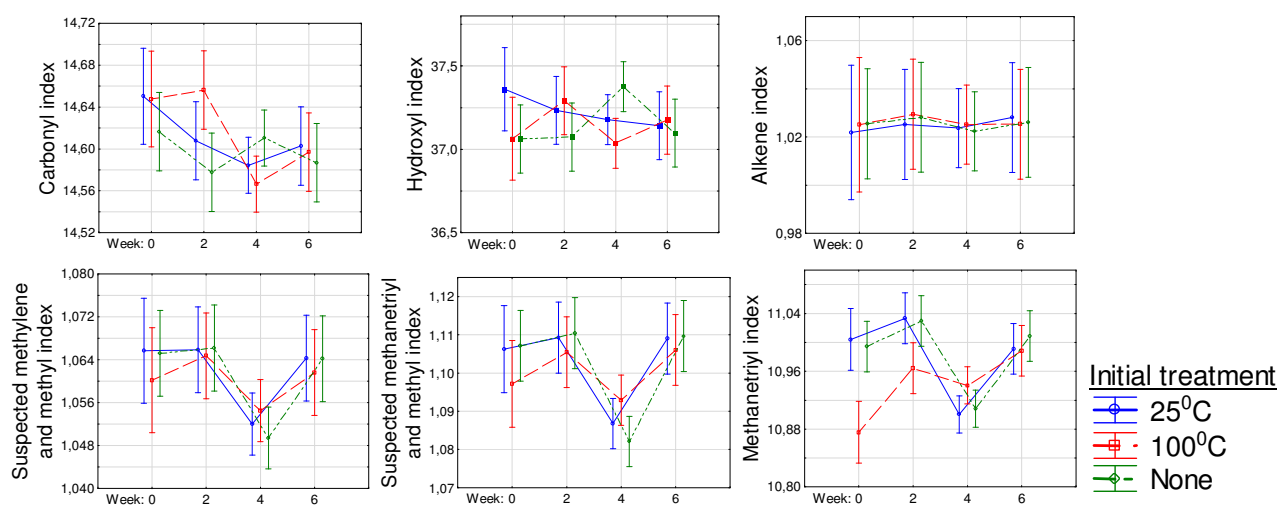 Carbonyl index
14,72
14,68
14,64
14,60
14,56
14,52
Week: 0 2 4 6
Hydroxyl index
37,5
37,0
36,5
Week: 0 2 4 6
Alkene index
1,06
1,02
0,98
Week: 0 2 4 6
Suspected methylene
and methyl index
1,080
1,072
1,064
1,056
1,048
1,040
Week: 0 2 4 6
Suspected methanetriyl
and methyl index
1,12
1,11
1,10
1,09
1,08
1,07
Week: 0 2 4 6
Methanetriyl index
11,04
10,96
10,88
10,80
Week: 0 2 4 6
Initial treatment
25⁰C
100⁰C
None